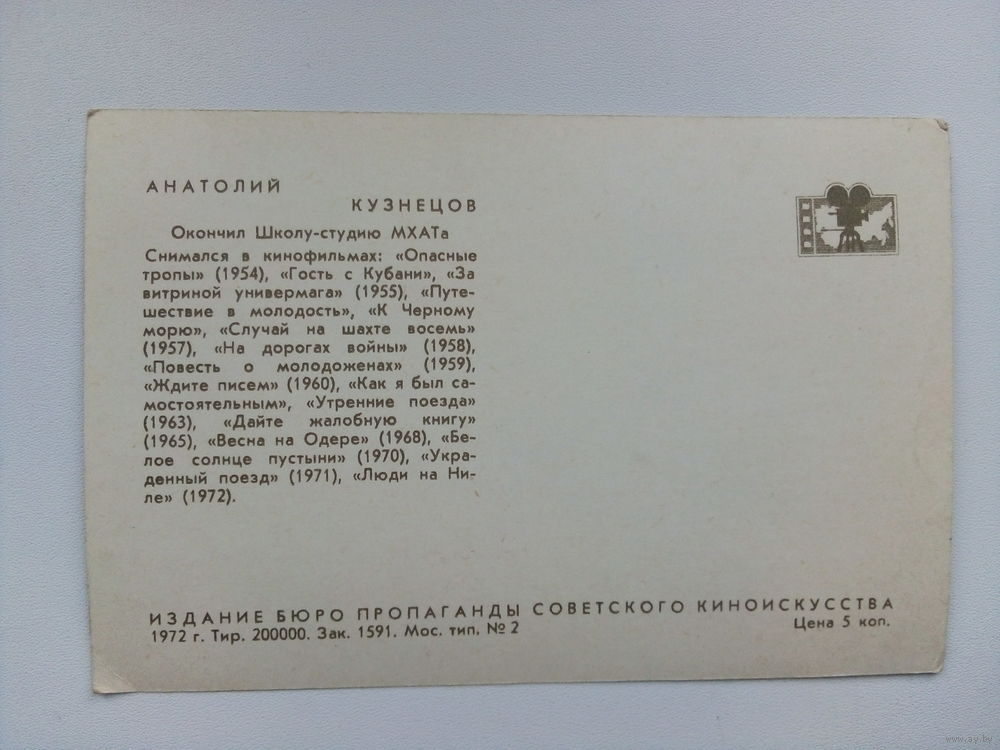 АНАТОЛИЙ
КУЗНЕЦОВ
Окончил Школу-студию МХАТа
Снимался в кинофильмах: «Опасные
тропы» (1954), «Гость с Кубани», «За
витриной универмага» (1955), «Путе-
шествие в молодость», «К Черному
морю», «Случай на шахте восемь»
(1957), «На дорогах войны» (1958),
«Повесть о молодоженах» (1959),
«Ждите писем» (1960), «Как я был са-
мостоятельным», «Утренние поезда»
(1963), «Дайте жалобную книгу»
(1965), «Весна на Одере» (1968), «Бе-
лое солнце пустыни» (1970), «Укра-
денный поезд» (1971), «Люди на Ни-
ле» (1972).
ИЗДАНИЕ БЮРО ПРОПАГАНДЫ СОВЕТСКОГО КИНОИСКУССТВА
1972 г. Тир. 200000. Зак. 1591. Мос. тип. № 2 Цена 5 коп.
www.ay.by